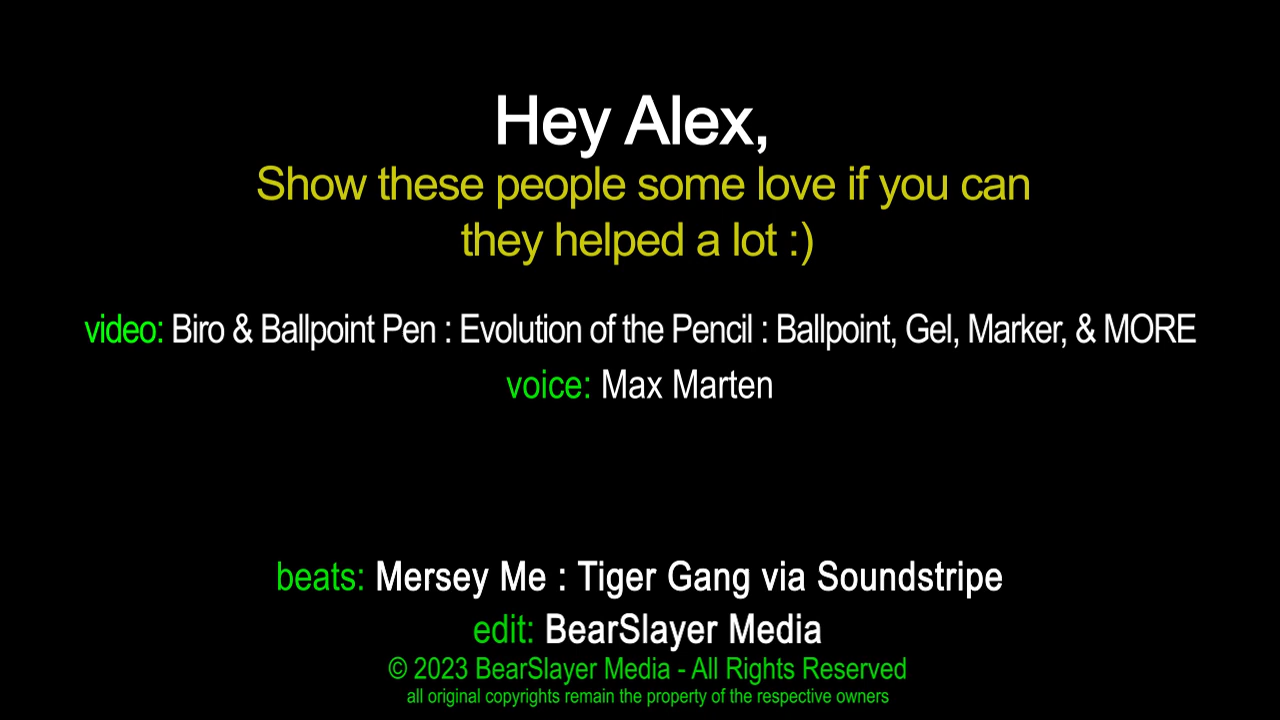 Hey Alex,
Show these people some love if you can
they helped a lot :)
video: Biro & Ballpoint Pen : Evolution of the Pencil : Ballpoint, Gel, Marker, & MORE
voice: Max Marten
beats: Mersey Me : Tiger Gang via Soundstripe
edit: BearSlayer Media
© 2023 BearSlayer Media - All Rights Reserved
all original copyrights remain the property of the respective owners